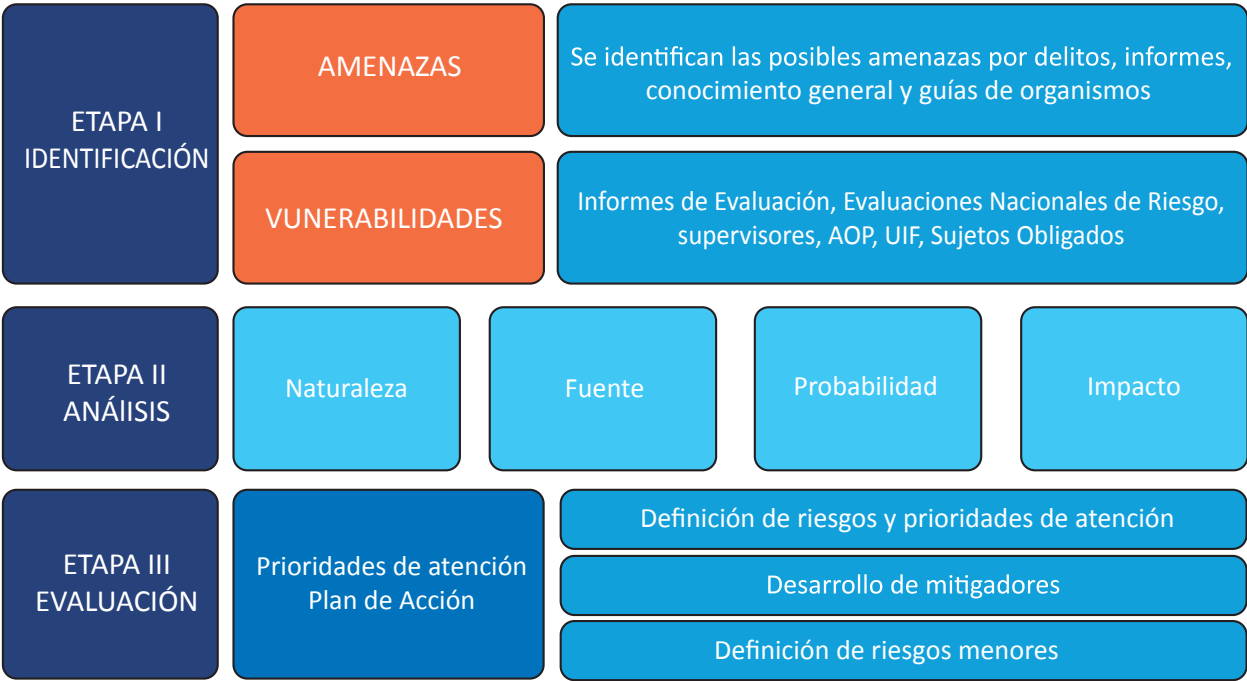 ETAPA I
IDENTIFICACIÓN
AMENAZAS
Se identifican las posibles amenazas por delitos, informes,
conocimiento general y guías de organismos
VUNERABILIDADES
Informes de Evaluación, Evaluaciones Nacionales de Riesgo,
supervisores, AOP, UIF, Sujetos Obligados
ETAPA II
ANÁlISIS
Naturaleza
Fuente
Probabilidad
Impacto
ETAPA III
EVALUACIÓN
Prioridades de atención
Plan de Acción
Definición de riesgos y prioridades de atención
Desarrollo de mitigadores
Definición de riesgos menores